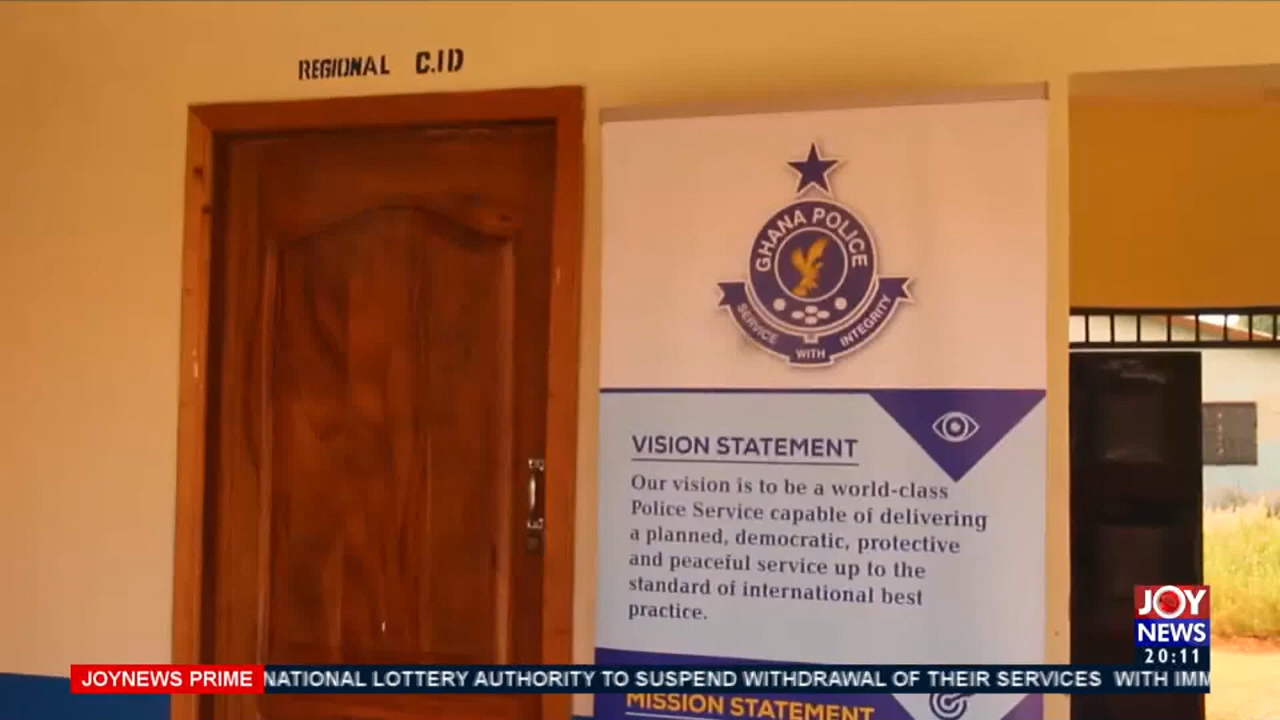 REGIONAL C.I.D
GHANA POLICE
SERVICE WITH INTEGRITY
VISION STATEMENT
Our vision is to be a world-class
Police Service capable of delivering
a planned, democratic, protective
and peaceful service up to the
standard of international best
practice.
MISSION STATEMENT
JOY
NEWS
20:11
JOYNEWS PRIME NATIONAL LOTTERY AUTHORITY TO SUSPEND WITHDRAWAL OF THEIR SERVICES WITH